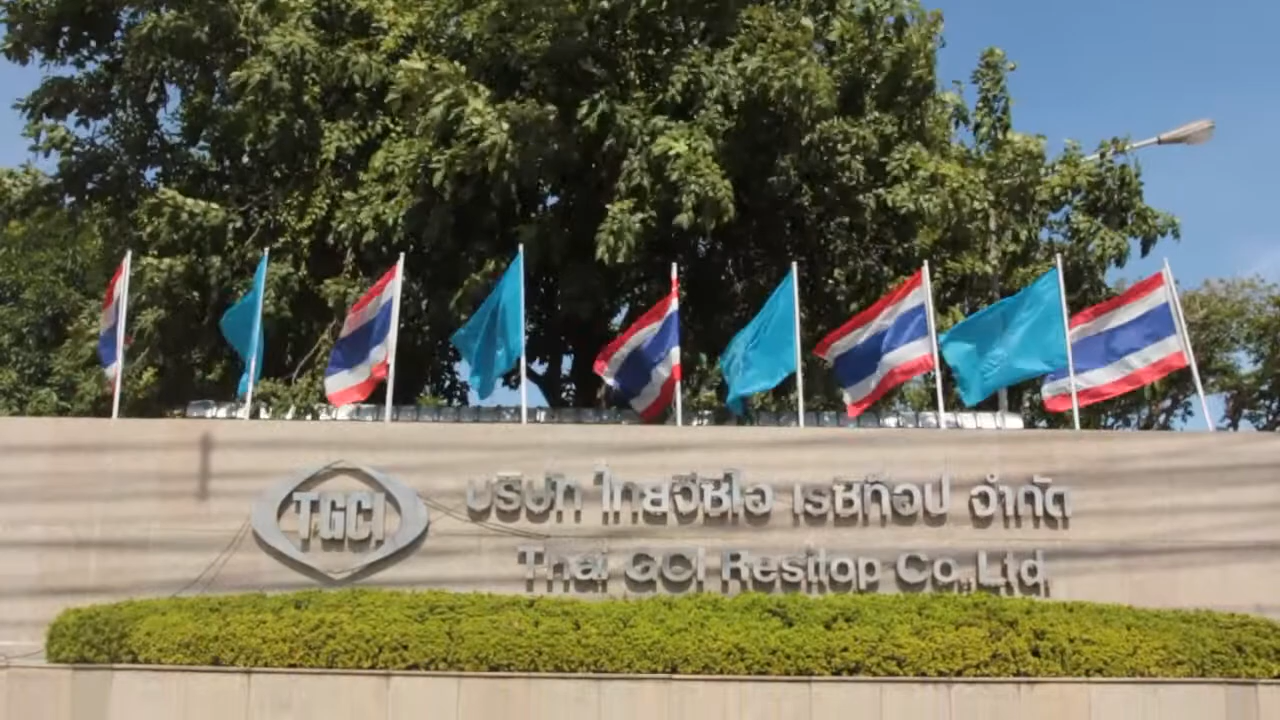 TGCI
บริษัท ไทยจีซีไอ เรซิท็อป จำกัด
Thai GCI Resitop Co.,Ltd.